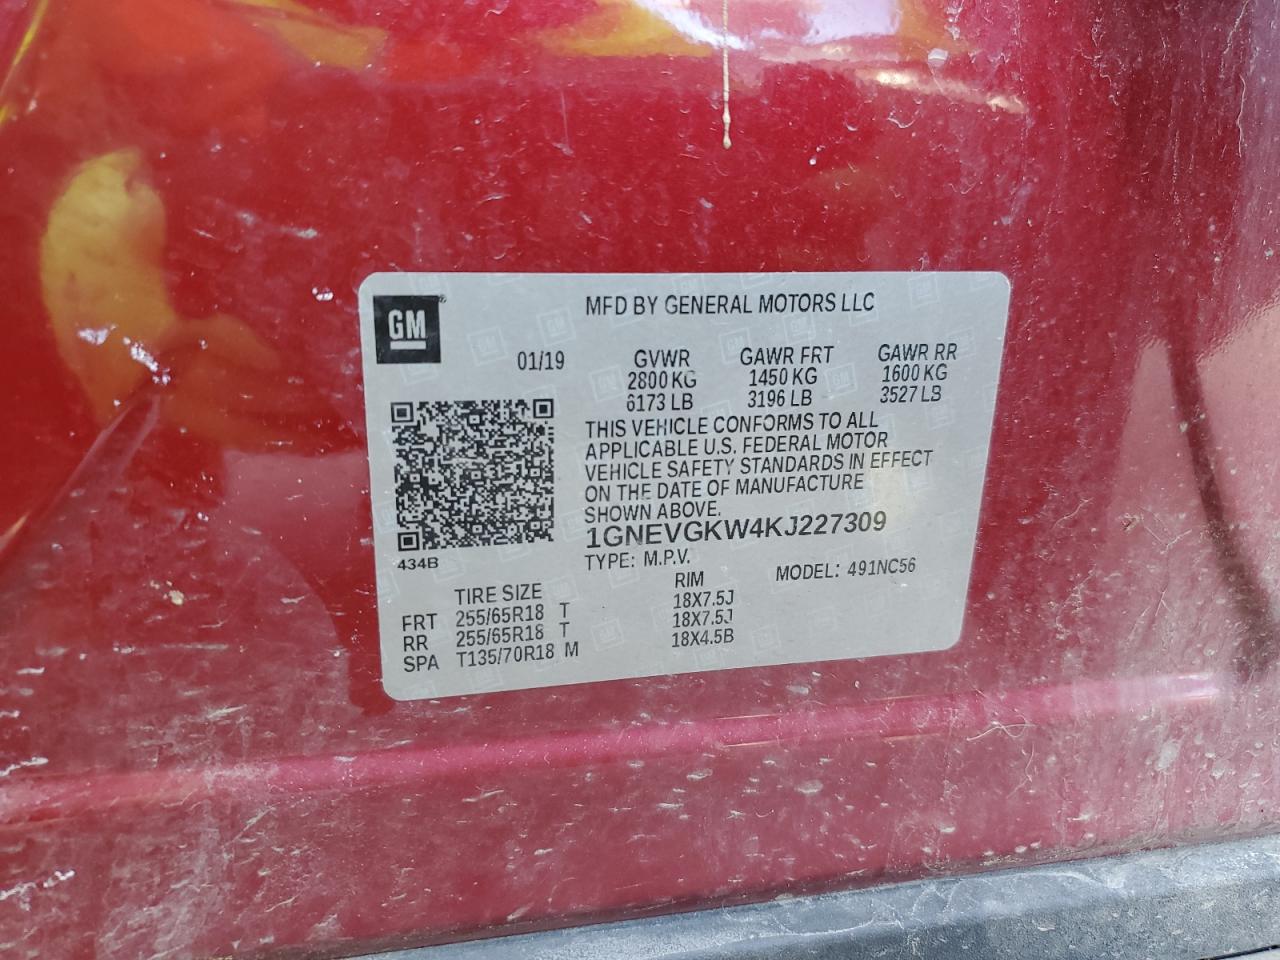 GM ®
MFD BY GENERAL MOTORS LLC
01/19 GVWR GAWR FRT GAWR RR
2800 KG 1450 KG 1600 KG
6173 LB 3196 LB 3527 LB
THIS VEHICLE CONFORMS TO ALL
APPLICABLE U.S. FEDERAL MOTOR
VEHICLE SAFETY STANDARDS IN EFFECT
ON THE DATE OF MANUFACTURE
SHOWN ABOVE.
1GNEVGKW4KJ227309
434B
TYPE: M.P.V. MODEL: 491NC56
TIRE SIZE RIM
FRT 255/65R18 T 18X7.5J
RR 255/65R18 T 18X7.5J
SPA T135/70R18 M 18X4.5B